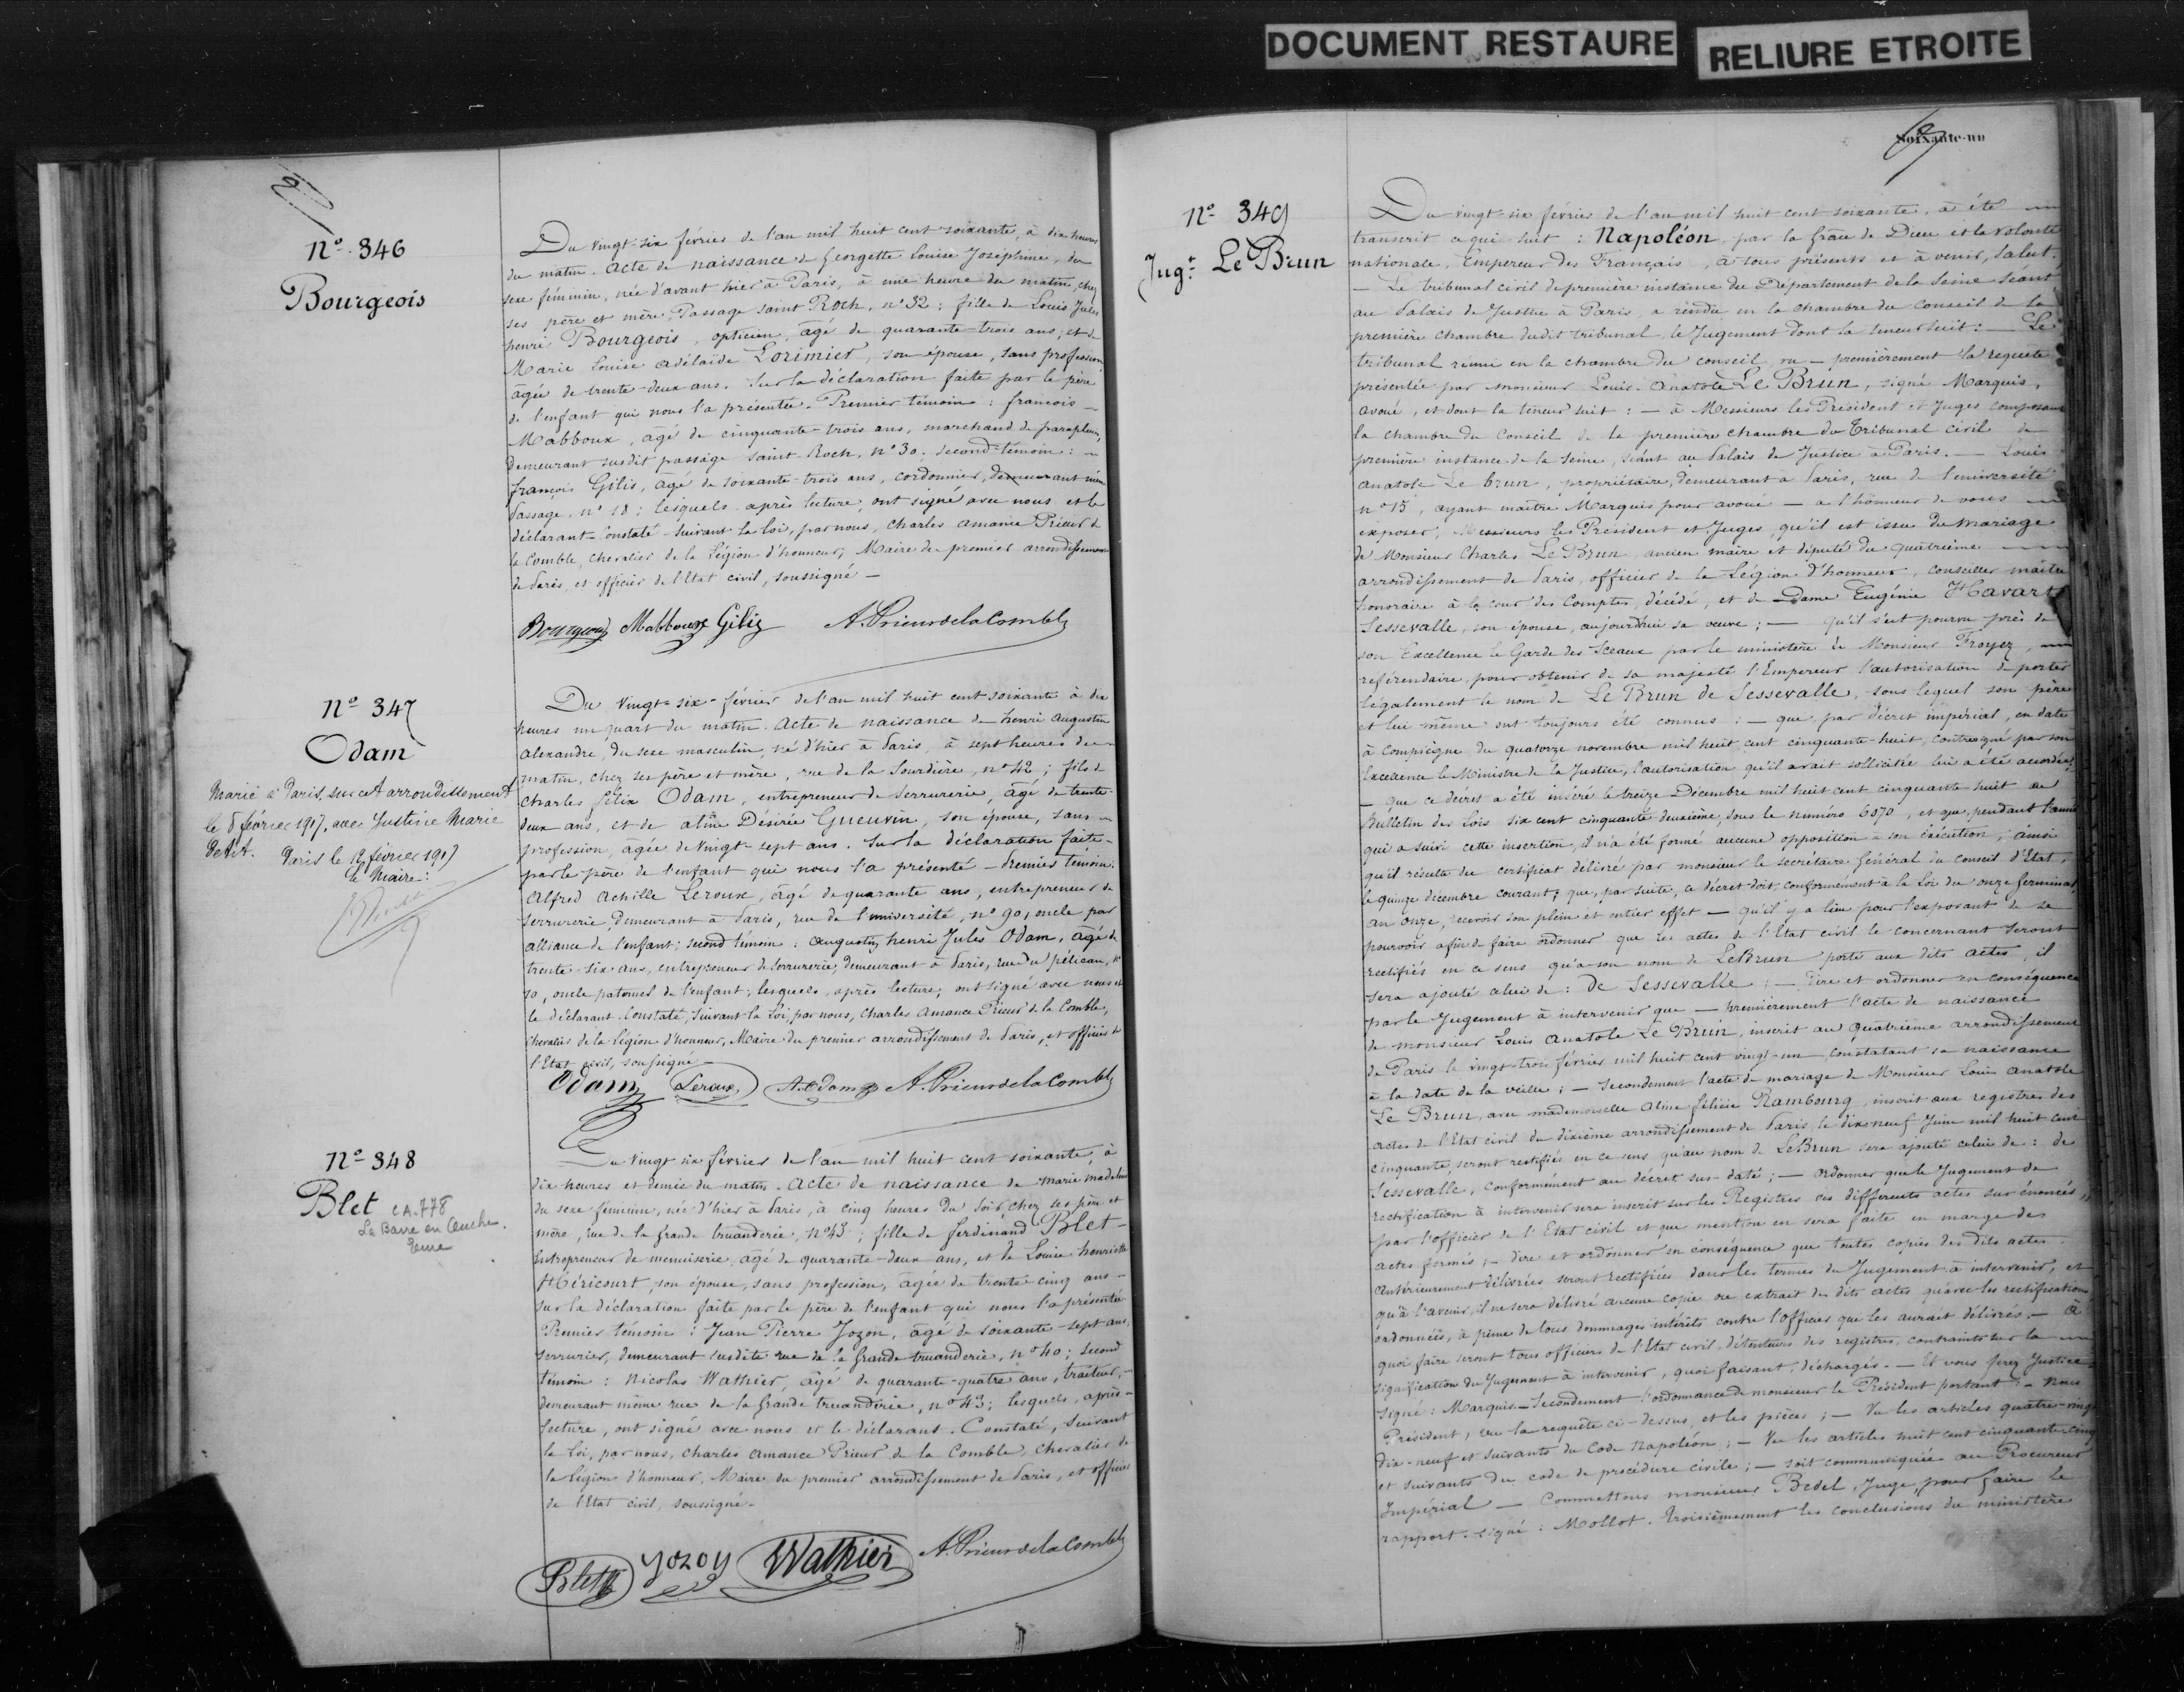 DOCUMENT RESTAURE
RELIURE ETROITE
Nº 346
Bourgeois
Du vingt-six février de l'an mil huit cent soixante, à dix heures
du matin. Acte de naissance de Georgette Louise Joséphine, du
sexe féminin, née d'avant hier à Paris, à une heure du matin, chez
ses père et mère, Passage Saint Roch, nº 32 ; fille de Louis Jules
henri Bourgeois, opticien, âgé de quarante-trois ans, et de
Marie Louise Adélaïde Lorimier, son épouse, sans profession
âgée de trente-deux ans. Sur la déclaration faite par le père
de l'enfant qui nous l'a présentée. Premier témoin : françois
Mabboux, âgé de cinquante-trois ans, marchand de parapluies,
demeurant susdit passage Saint-Roch, nº 30. Second témoin :
françois Gilis, âgé de soixante-trois ans, cordonnier, demeurant même
Passage, nº 18 ; lesquels après lecture, ont signé avec nous et le
déclarant. Constaté suivant la loi, par nous, Charles Amance Prieur de
la Comble, chevalier de la Légion d'honneur, Maire du premier arrondissement
de Paris, et officier de l'Etat civil, soussigné —
Bourgeois Mabboux Gilis A. Prieur de la Comble
Nº 347
Odam
Marié à Paris, arrondissement
le 8 février 1917, avec Justine Marie
Petit. Paris le 12 février 1917
le Maire :
Du vingt-six février de l'an mil huit cent soixante à dix
heures un quart du matin. Acte de naissance de henri Augustin
Alexandre, du sexe masculin, né d'hier à Paris, à sept heures du
matin, chez ses père et mère, rue de la Sourdière, nº 42 ; fils de
Charles félix Odam, entrepreneur de serrurerie, âgé de trente
deux ans, et de Aline Désirée Gueuvin, son épouse, sans
profession, âgée de vingt-sept ans. Sur la déclaration faite
par le père de l'enfant qui nous l'a présenté – Premier témoin :
Alfred Achille Leroux, âgé de quarante ans, entrepreneur de
serrurerie, demeurant à Paris, rue de l'université, nº 90, oncle par
alliance de l'enfant ; second témoin : Augustin henri Jules Odam, âgé de
trente-six ans, entrepreneur de serrurerie, demeurant à Paris, rue du pélican, nº
10, oncle paternel de l'enfant ; lesquels, après lecture, ont signé avec nous et
le déclarant. Constaté, suivant la loi, par nous, Charles Amance Prieur de la Comble,
chevalier de la légion d'honneur, Maire du premier arrondissement de Paris, et officier de
l'Etat civil, soussigné —
Odam Leroux A. Odam A. Prieur de la Comble
Nº 348
Blet CA. 778
La Barre en Ouche
Eure
Du vingt six février de l'an mil huit cent soixante, à
dix heures et demie du matin. Acte de naissance de Marie Madeleine
du sexe féminin, née d'hier à Paris, à cinq heures du soir, chez ses père et
mère, rue de la grande truanderie, nº 43 ; fille de ferdinand Blet
Entrepreneur de menuiserie, âgé de quarante-deux ans, et de Louise henriette
Héricourt, son épouse, sans profession, âgée de trente cinq ans –
sur la déclaration faite par le père de l'enfant qui nous l'a présentée
Premier témoin : Jean Pierre Jozon, âgé de soixante-sept ans,
serrurier, demeurant susdite rue de la grande truanderie, nº 40 ; second
témoin : Nicolas Wathier, âgé de quarante-quatre ans, traiteur,
demeurant même rue de la grande truanderie, nº 43 ; lesquels, après
lecture, ont signé avec nous et le déclarant. Constaté, suivant
la loi, par nous, Charles Amance Prieur de la Comble, chevalier de
la légion d'honneur, Maire du premier arrondissement de Paris, et officier
de l'Etat civil, soussigné.
Blet Jozon Wathier A. Prieur de la Comble
Soixante-un
Nº 349
Jugt Le Brun
Du vingt-six février de l'an mil huit cent soixante, a été
transcrit ce qui suit : Napoléon, par la grâce de Dieu et la volonté
nationale, Empereur des Français, à tous présents et à venir, salut.
— Le tribunal civil de première instance du Département de la Seine séant
au Palais de Justice à Paris, a rendu en la chambre du conseil de la
première chambre dudit tribunal, le Jugement dont la teneur suit : — Le
tribunal réuni en la chambre du conseil, vu — premièrement la requête
présentée par monsieur Louis Anatole Le Brun, signé Marquis,
avoué, et dont la teneur suit : — à Messieurs les Président et Juges composant
la chambre du Conseil de la première chambre du Tribunal civil de
première instance de la Seine, séant au Palais de Justice à Paris. — Louis
Anatole Le brun, propriétaire, demeurant à Paris, rue de l'université
nº 15, ayant maître Marquis pour avoué — a l'honneur de vous
exposer, Messieurs les Président et Juges, qu'il est issu du mariage
de Monsieur Charles Le Brun, ancien maire et député du quatrième
arrondissement de Paris, officier de la Légion d'honneur, conseiller maître
honoraire à la cour des Comptes, décédé, et de Dame Eugénie Havart
Sessevalle, son épouse, aujourd'hui sa veuve ; — qu'il s'est pourvu près de
son Excellence le Garde des Sceaux par le ministère de Monsieur Froyez,
référendaire, pour obtenir de sa majesté l'Empereur l'autorisation de porter
légalement le nom de Le Brun de Sessevalle, sous lequel son père
et lui même ont toujours été connus ; — que par décret impérial, en date
à Compiègne du quatorze novembre mil huit cent cinquante-huit, contresigné par son
Excellence le Ministre de la Justice, l'autorisation qu'il avait sollicitée lui a été accordée ;
— que ce décret a été inséré le treize Décembre mil huit cent cinquante huit au
Bulletin des Lois six cent cinquante deuxième, sous le numéro 6070, et que, pendant l'année
qui a suivi cette insertion, il n'a été formé aucune opposition à son exécution, ainsi
qu'il résulte du certificat délivré par monsieur le secrétaire Général du conseil d'Etat,
le quinze décembre courant ; que, par suite, ce décret doit, conformément à la Loi du onze Germinal
an onze, recevoir son plein et entier effet — qu'il y a lieu pour l'exposant de se
pourvoir afin de faire ordonner que les actes de l'Etat civil le concernant seront
rectifiés en ce sens qu'à son nom de LeBrun porté aux dits actes, il
sera ajouté celui de : De Sessevalle ; — Dire et ordonner en conséquence
par le Jugement à intervenir que — premièrement l'acte de naissance
de monsieur Louis Anatole Le Brun, inscrit au quatrième arrondissement
de Paris le vingt-trois février mil huit cent vingt-un, constatant sa naissance
à la date de la veille ; — Secondement l'acte de mariage de Monsieur Louis Anatole
Le Brun, avec mademoiselle Aline félicie Rambourg, inscrit aux registres des
actes de l'Etat civil du dixième arrondissement de Paris, le dix-neuf Juin mil huit cent
cinquante, seront rectifiés en ce sens qu'au nom de LeBrun sera ajouté celui de : de
Sessevalle, conformément au décret sus-daté ; — ordonner que le Jugement de
rectification à intervenir sera inscrit sur les Registres des différents actes sus-énoncés,
par l'officier de l'Etat civil et que mention en sera faite en marge des
actes formés ; — dire et ordonner en conséquence que toutes copies des dits actes
Antérieurement délivrées seront rectifiées dans les termes du Jugement à intervenir, et
qu'à l'avenir, il ne sera délivré aucune copie ou extrait des dits actes qu'avec les rectifications
ordonnées, à peine de tous dommages intérêts contre l'officier que les aurait délivrés, — à
quoi faire seront tous officiers de l'Etat civil, détenteurs des registres, contraints sur la
signification du Jugement à intervenir, quoi faisant, déchargés. — Et vous ferez Justice
Signé : Marquis. — Secondement l'ordonnance de monsieur le Président portant : — Nous
Président, vu la requête ci-dessus, et les pièces ; — Vu les articles quatre-vingt
dix-neuf et suivants du Code Napoléon ; — Vu les articles huit cent cinquante-cinq
et suivants du code de procédure civile ; — soit communiquée au Procureur
Impérial — Commettons monsieur Bedel, Juge, pour faire le
rapport. Signé : Mollot. Troisièmement les conclusions du ministère